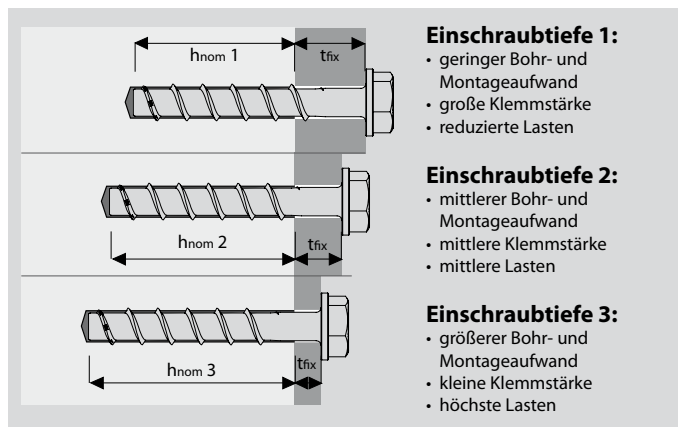 hnom 1
tfix
Einschraubtiefe 1:
• geringer Bohr- und
Montageaufwand
• große Klemmstärke
• reduzierte Lasten
hnom 2
tfix
Einschraubtiefe 2:
• mittlerer Bohr- und
Montageaufwand
• mittlere Klemmstärke
• mittlere Lasten
hnom 3
tfix
Einschraubtiefe 3:
• größerer Bohr- und
Montageaufwand
• kleine Klemmstärke
• höchste Lasten